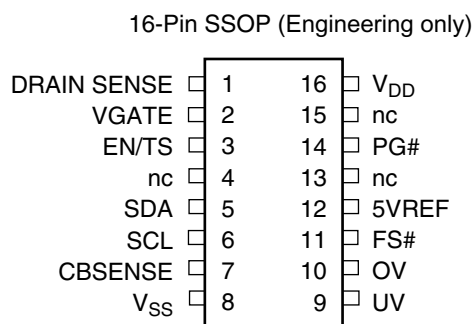 16-Pin SSOP (Engineering only)
DRAIN SENSE 1 16 VDD
VGATE 2 15 nc
EN/TS 3 14 PG#
nc 4 13 nc
SDA 5 12 5VREF
SCL 6 11 FS#
CBSENSE 7 10 OV
VSS 8 9 UV